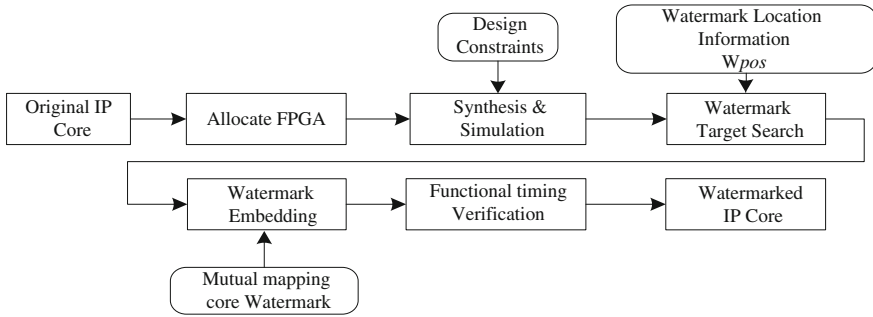 Design
Constraints
Watermark Location
Information
Wpos
Original IP
Core
Allocate FPGA
Synthesis &
Simulation
Watermark
Target Search
Watermark
Embedding
Functional timing
Verification
Watermarked
IP Core
Mutual mapping
core Watermark